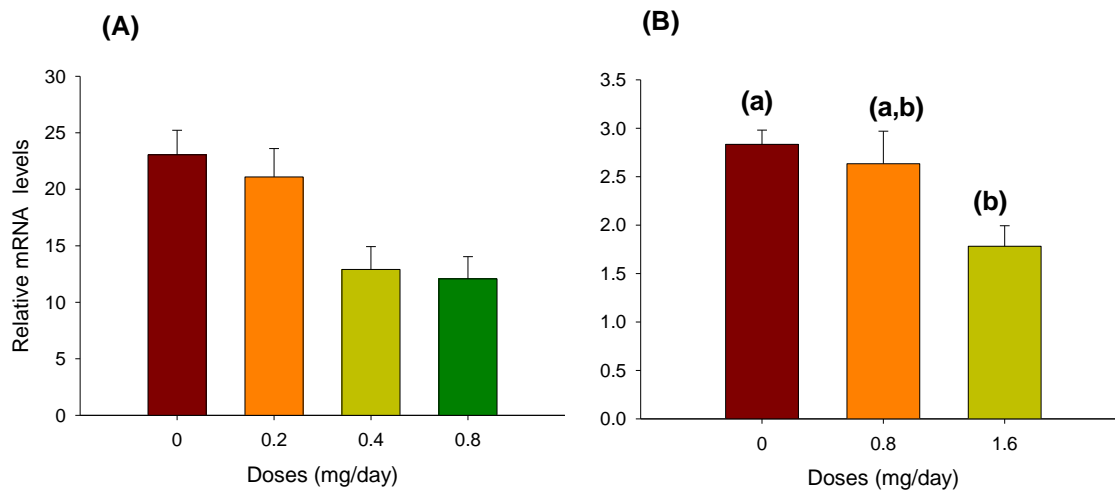 (A)
Relative mRNA levels
30
25
20
15
10
5
0
0 0.2 0.4 0.8
Doses (mg/day)
(B)
3.5
3.0
2.5
2.0
1.5
1.0
0.5
0.0
(a)
(a,b)
(b)
0 0.8 1.6
Doses (mg/day)